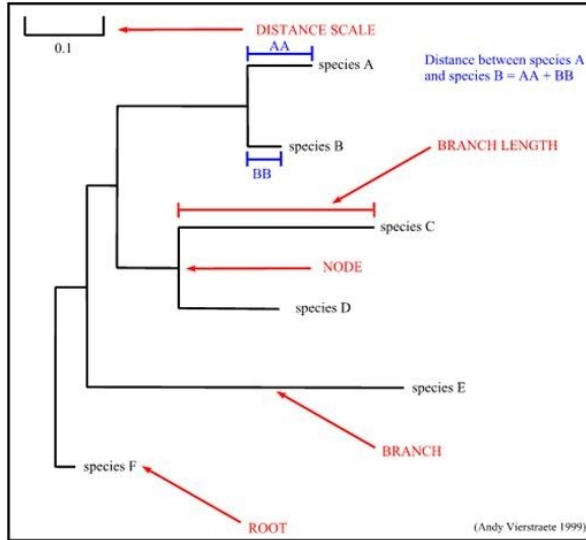 DISTANCE SCALE
0.1
AA
species A
Distance between species A
and species B = AA + BB
species B
BB
BRANCH LENGTH
species C
NODE
species D
species E
BRANCH
species F
ROOT
(Andy Vierstraete 1999)